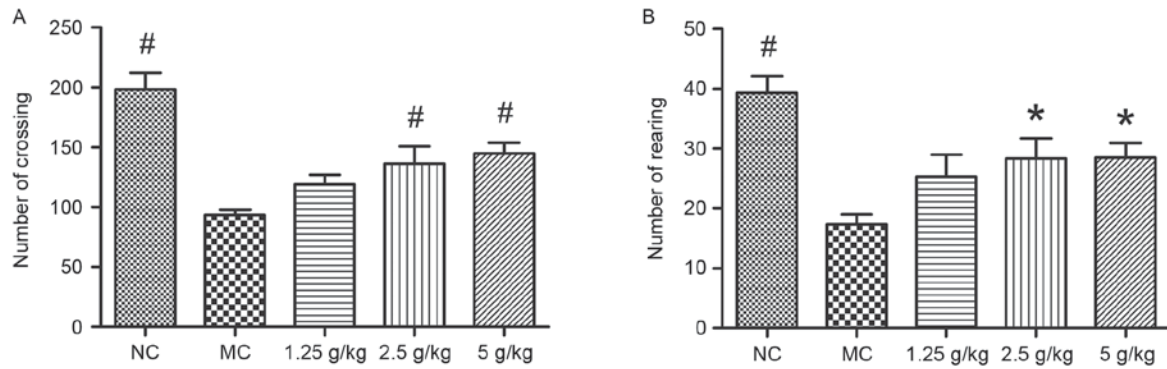 A
Number of crossing
250
200
150
100
50
0
#
#
#
NC
MC
1.25 g/kg
2.5 g/kg
5 g/kg
B
Number of rearing
50
40
30
20
10
0
#
*
*
NC
MC
1.25 g/kg
2.5 g/kg
5 g/kg